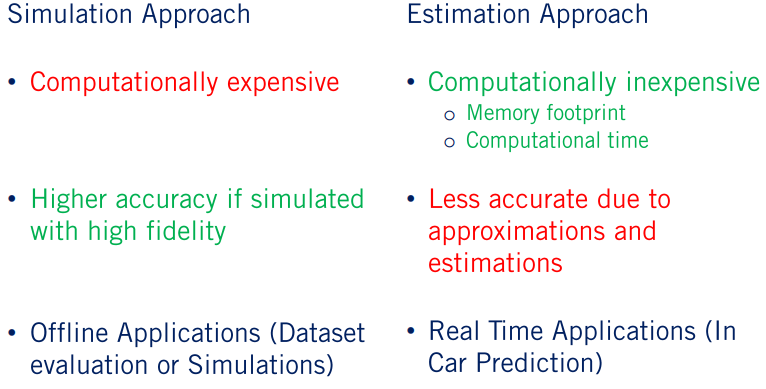 Simulation Approach
• Computationally expensive
• Higher accuracy if simulated
with high fidelity
• Offline Applications (Dataset
evaluation or Simulations)
Estimation Approach
• Computationally inexpensive
o Memory footprint
o Computational time
• Less accurate due to
approximations and
estimations
• Real Time Applications (In
Car Prediction)